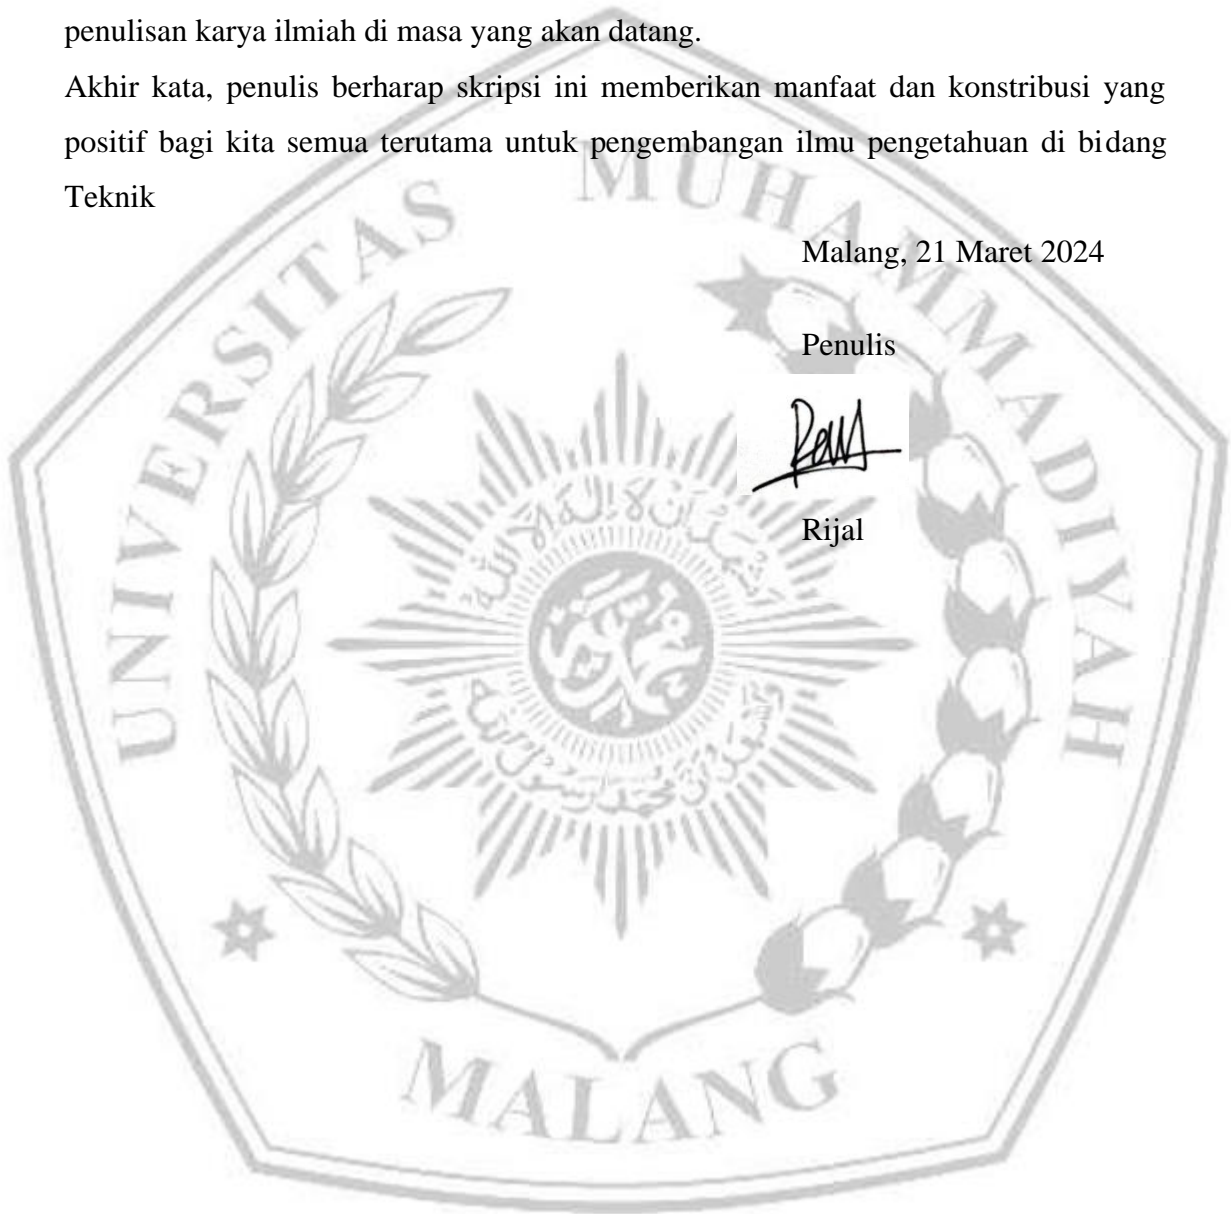 penulisan karya ilmiah di masa yang akan datang.
Akhir kata, penulis berharap skripsi ini memberikan manfaat dan konstribusi yang
positif bagi kita semua terutama untuk pengembangan ilmu pengetahuan di bidang
Teknik
Malang, 21 Maret 2024
Penulis
Rijal
UNIVERSITAS MUHAMMADIYAH
MALANG